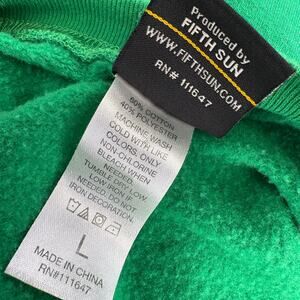 Produced by
FIFTH SUN
WWW.FIFTHSUN.COM
RN# 111647
60% COTTON
40% POLYESTER
MACHINE WASH
COLD WITH LIKE
COLORS, ONLY
NON-CHLORINE
BLEACH WHEN
NEEDED.
TUMBLE DRY LOW.
LOW IRON IF
NEEDED. DO NOT
IRON DECORATION.
L
MADE IN CHINA
RN#111647